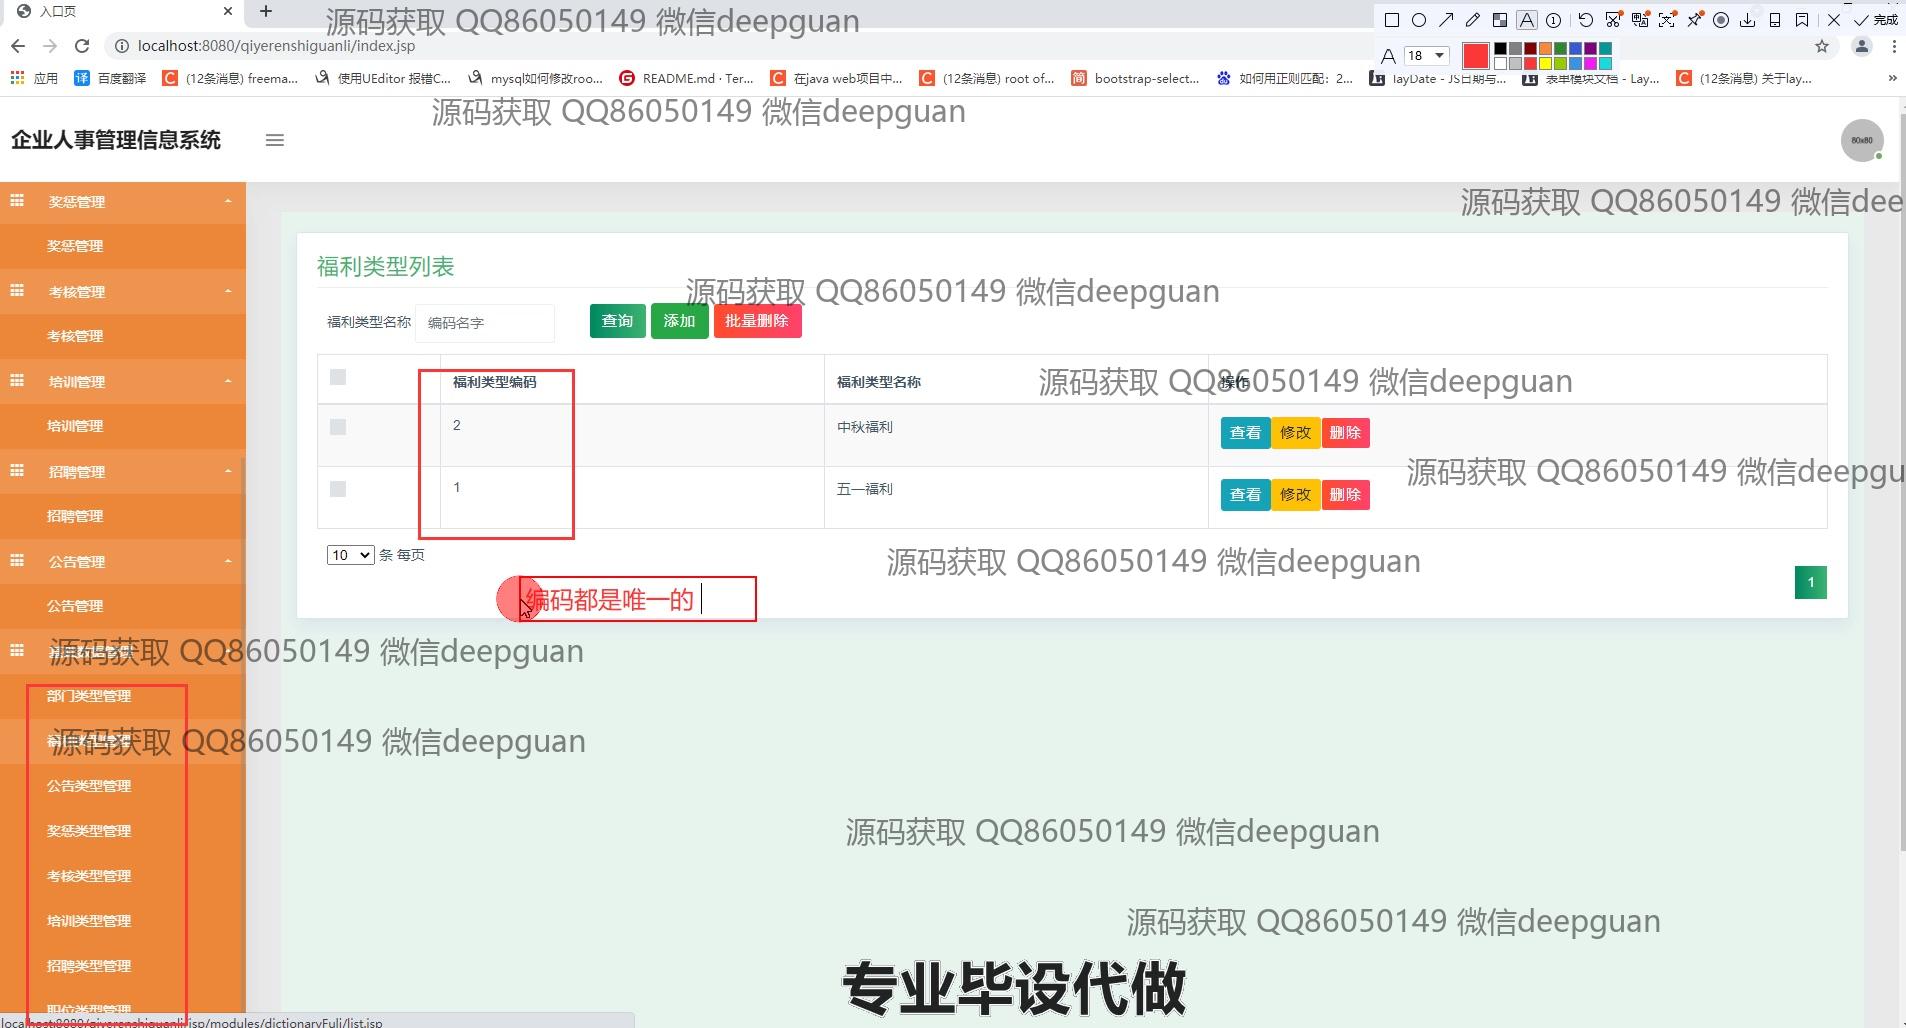 入口页
源码获取 QQ86050149 微信deepguan
完成
localhost:8080/qiyerenshiguanli/index.jsp
18
应用
百度翻译
(12条消息) freema...
使用UEditor 报错C...
mysql如何修改roo...
README.md · Ter...
在java web项目中...
(12条消息) root of...
bootstrap-select...
如何用正则匹配：2...
layDate - JS日期与...
表单模块文档 - Lay...
(12条消息) 关于lay...
源码获取 QQ86050149 微信deepguan
企业人事管理信息系统
80x80
奖惩管理
源码获取 QQ86050149 微信dee
奖惩管理
福利类型列表
考核管理
源码获取 QQ86050149 微信deepguan
福利类型名称 编码名字 查询 添加 批量删除
考核管理
培训管理
福利类型编码 福利类型名称 操作
源码获取 QQ86050149 微信deepguan
培训管理
2 中秋福利 查看 修改 删除
招聘管理
源码获取 QQ86050149 微信deepgu
1 五一福利 查看 修改 删除
招聘管理
10 条 每页
公告管理
源码获取 QQ86050149 微信deepguan
1
公告管理
编码都是唯一的
源码获取 QQ86050149 微信deepguan
部门类型管理
源码获取 QQ86050149 微信deepguan
公告类型管理
奖惩类型管理
源码获取 QQ86050149 微信deepguan
考核类型管理
培训类型管理
源码获取 QQ86050149 微信deepguan
招聘类型管理
专业毕设代做
职位类型管理
localhost:8080/qiyerenshiguanli/jsp/modules/dictionaryFuli/list.jsp